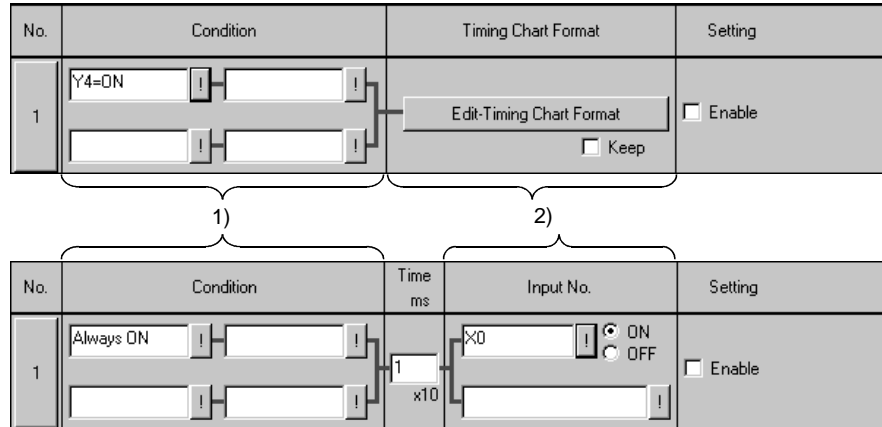 No. Condition Timing Chart Format Setting
Y4=ON ! !
1 Edit-Timing Chart Format Enable
! ! Keep
1) 2)
No. Condition Time ms Input No. Setting
Always ON ! ! X0 ! ON
OFF
1 1 Enable
x10
! ! !